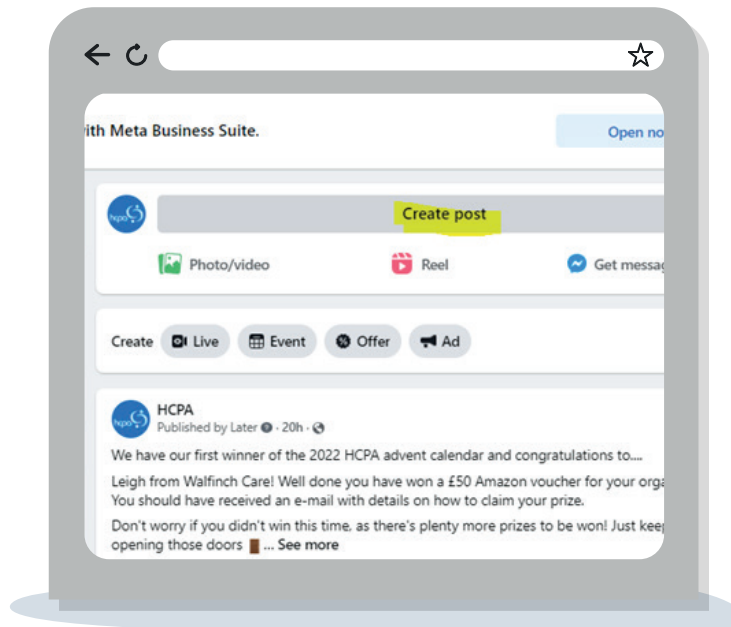 ith Meta Business Suite.
Open no
hcpa
Create post
Photo/video
Reel
Get messag
Create
Live
Event
Offer
Ad
hcpa
HCPA
Published by Later · 20h ·
We have our first winner of the 2022 HCPA advent calendar and congratulations to....
Leigh from Walfinch Care! Well done you have won a £50 Amazon voucher for your orga
You should have received an e-mail with details on how to claim your prize.
Don't worry if you didn't win this time, as there's plenty more prizes to be won! Just keep
opening those doors 🚪 ... See more